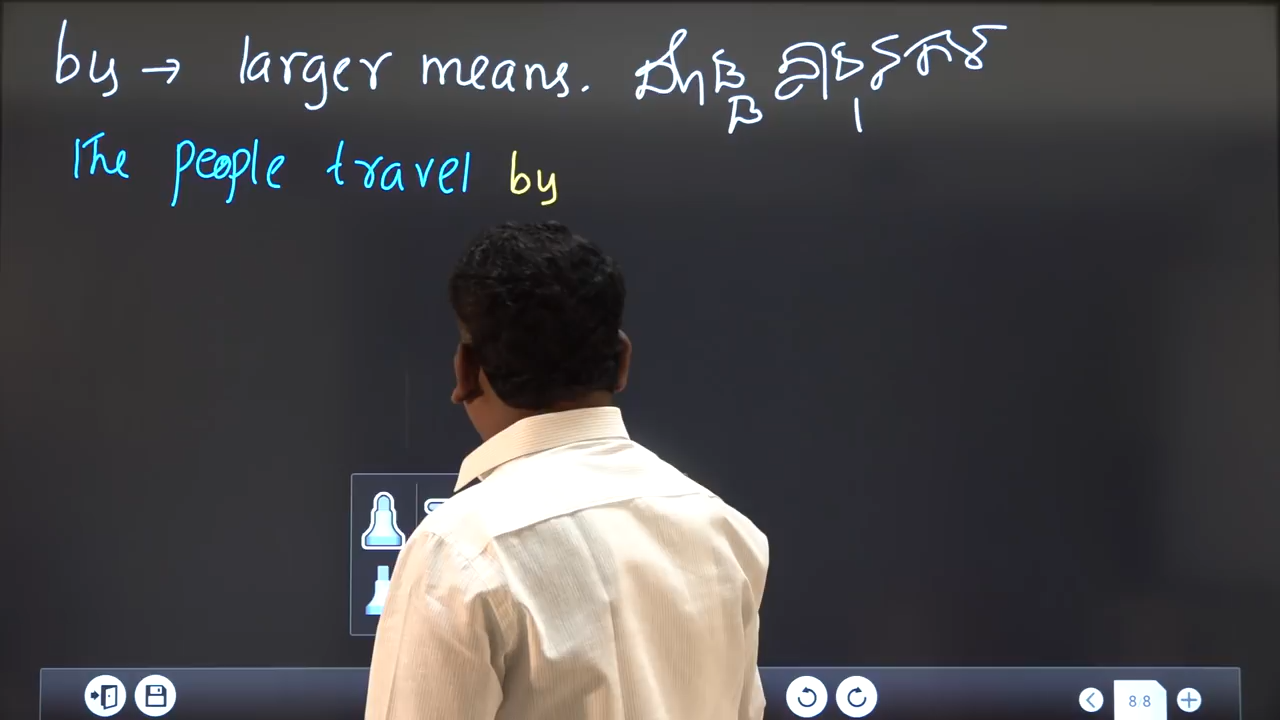 by → larger means.
The people travel by
88